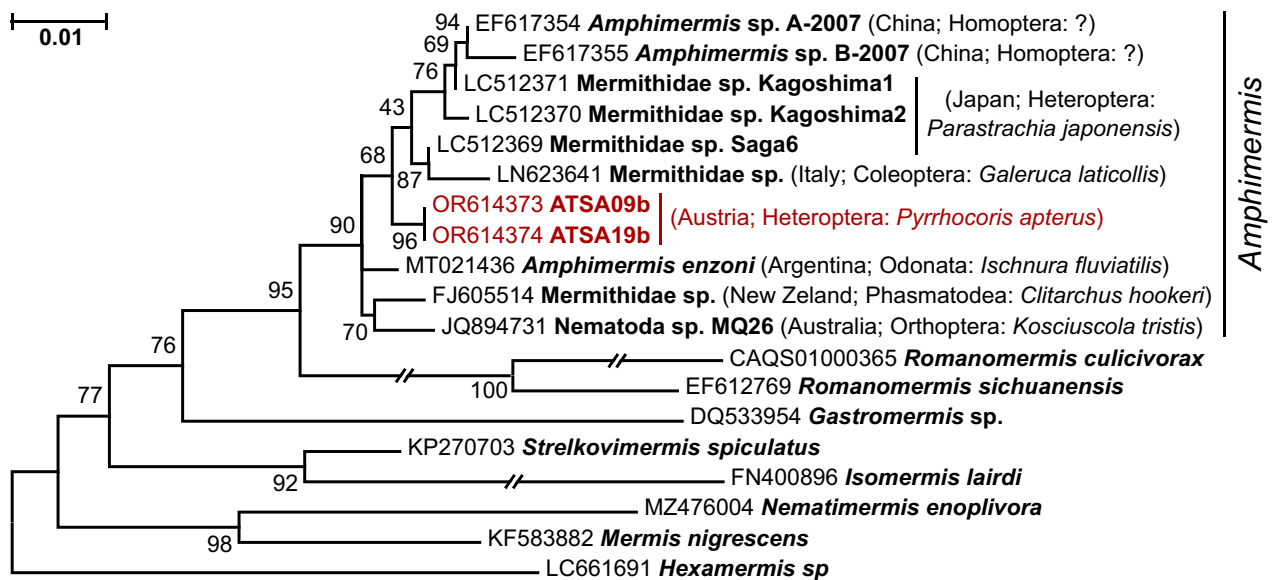 0.01
94
EF617354 Amphimermis sp. A-2007 (China; Homoptera: ?)
69
EF617355 Amphimermis sp. B-2007 (China; Homoptera: ?)
76
LC512371 Mermithidae sp. Kagoshima1
43
LC512370 Mermithidae sp. Kagoshima2
(Japan; Heteroptera:
Parastrachia japonensis)
LC512369 Mermithidae sp. Saga6
68
87
LN623641 Mermithidae sp. (Italy; Coleoptera: Galeruca laticollis)
OR614373 ATSA09b
OR614374 ATSA19b
(Austria; Heteroptera: Pyrrhocoris apterus)
96
90
MT021436 Amphimermis enzoni (Argentina; Odonata: Ischnura fluviatilis)
95
FJ605514 Mermithidae sp. (New Zeland; Phasmatodea: Clitarchus hookeri)
70
JQ894731 Nematoda sp. MQ26 (Australia; Orthoptera: Kosciuscola tristis)
Amphimermis
76
CAQS01000365 Romanomermis culicivorax
100
EF612769 Romanomermis sichuanensis
77
DQ533954 Gastromermis sp.
KP270703 Strelkovimermis spiculatus
92
FN400896 Isomermis lairdi
MZ476004 Nematimermis enoplivora
98
KF583882 Mermis nigrescens
LC661691 Hexamermis sp